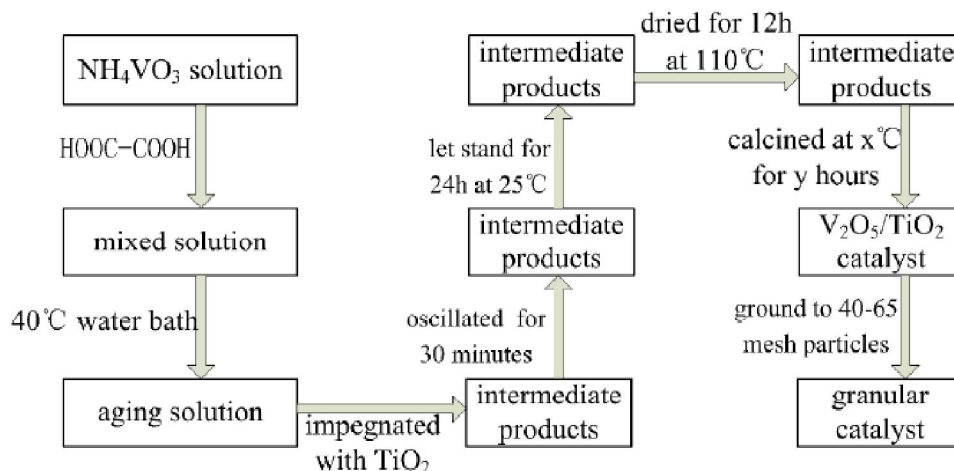 NH₄VO₃ solution
HOOC-COOH
mixed solution
40℃ water bath
aging solution
impegnated
with TiO₂
intermediate
products
oscillated for
30 minutes
intermediate
products
let stand for
24h at 25℃
intermediate
products
dried for 12h
at 110℃
intermediate
products
calcined at x℃
for y hours
V₂O₅/TiO₂
catalyst
ground to 40-65
mesh particles
granular
catalyst